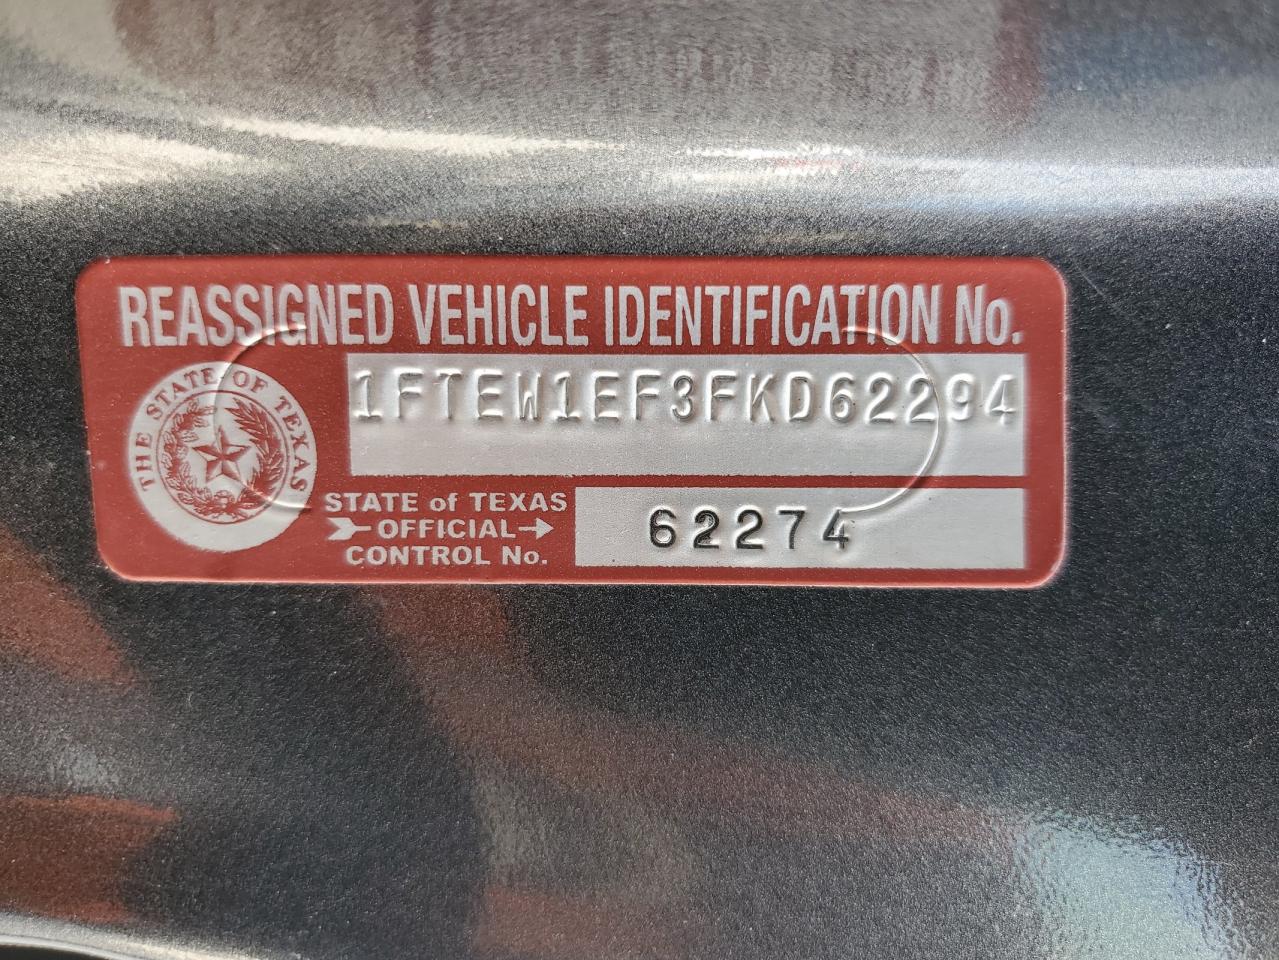 REASSIGNED VEHICLE IDENTIFICATION No.
1FTEW1EF3FKD62294
THE STATE OF TEXAS
STATE of TEXAS
OFFICIAL
CONTROL No.
62274